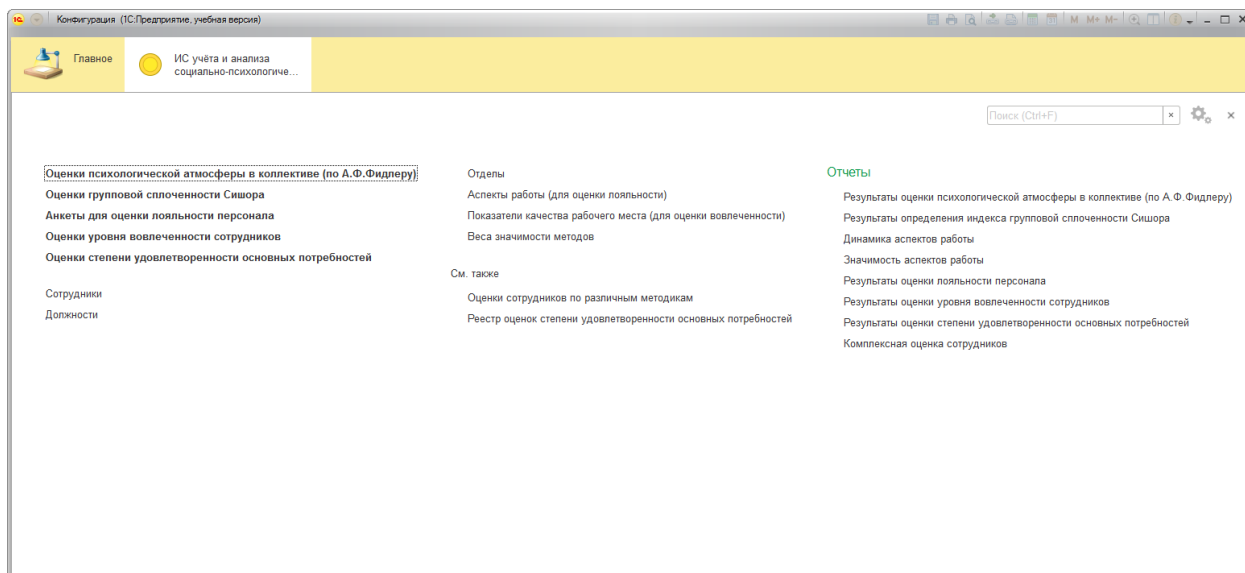 1С Конфигурация (1С:Предприятие, учебная версия) M M+ M-
Главное
ИС учёта и анализа
социально-психологиче...
Поиск (Ctrl+F)
Оценки психологической атмосферы в коллективе (по А.Ф.Фидлеру)
Оценки групповой сплоченности Сишора
Анкеты для оценки лояльности персонала
Оценки уровня вовлеченности сотрудников
Оценки степени удовлетворенности основных потребностей
Сотрудники
Должности
Отделы
Аспекты работы (для оценки лояльности)
Показатели качества рабочего места (для оценки вовлеченности)
Веса значимости методов
См. также
Оценки сотрудников по различным методикам
Реестр оценок степени удовлетворенности основных потребностей
Отчеты
Результаты оценки психологической атмосферы в коллективе (по А.Ф.Фидлеру)
Результаты определения индекса групповой сплоченности Сишора
Динамика аспектов работы
Значимость аспектов работы
Результаты оценки лояльности персонала
Результаты оценки уровня вовлеченности сотрудников
Результаты оценки степени удовлетворенности основных потребностей
Комплексная оценка сотрудников